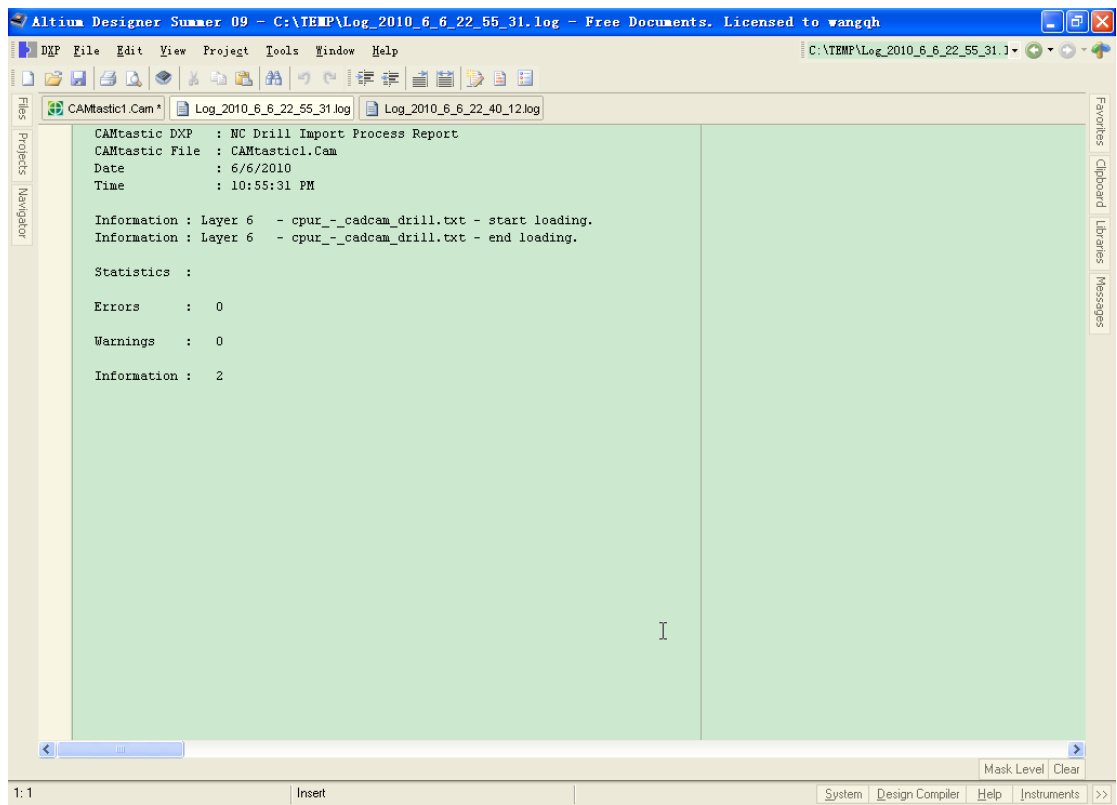 Altium Designer Summer 09 - C:\TEMP\Log_2010_6_6_22_55_31.log - Free Documents. Licensed to wangqh
DXP File Edit View Project Tools Window Help
C:\TEMP\Log_2010_6_6_22_55_31.l
CAMtastic1.Cam *
Log_2010_6_6_22_55_31.log
Log_2010_6_6_22_40_12.log
Files
Projects
Navigator
CAMtastic DXP : NC Drill Import Process Report
CAMtastic File : CAMtastic1.Cam
Date : 6/6/2010
Time : 10:55:31 PM
Information : Layer 6 - cpur_-_cadcam_drill.txt - start loading.
Information : Layer 6 - cpur_-_cadcam_drill.txt - end loading.
Statistics :
Errors : 0
Warnings : 0
Information : 2
Favorites
Clipboard
Libraries
Messages
Mask Level Clear
1:1 Insert System Design Compiler Help Instruments >>